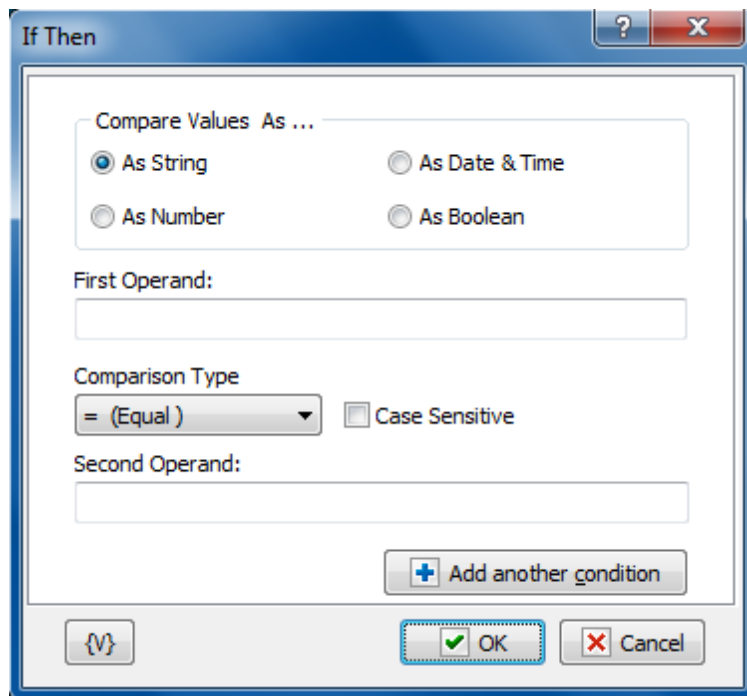 If Then
?
Compare Values As ...
As String As Date & Time
As Number As Boolean
First Operand:
Comparison Type
= (Equal ) Case Sensitive
Second Operand:
Add another condition
{V} OK Cancel